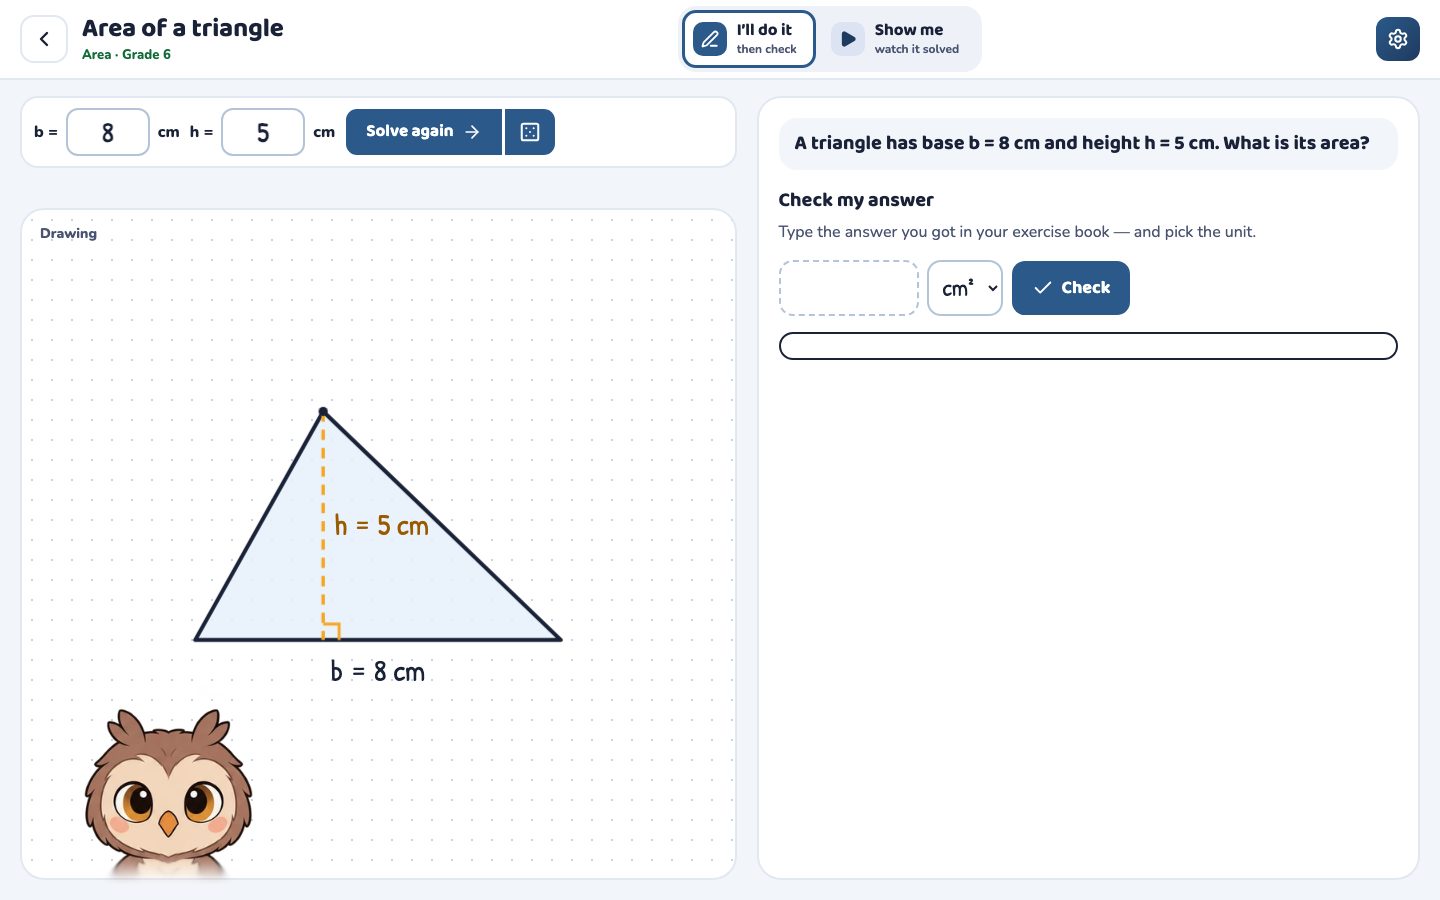 Area of a triangle
Area · Grade 6
I'll do it
then check
Show me
watch it solved
b = 8 cm h = 5 cm Solve again
Drawing
h = 5 cm
b = 8 cm
A triangle has base b = 8 cm and height h = 5 cm. What is its area?
Check my answer
Type the answer you got in your exercise book — and pick the unit.
cm² Check